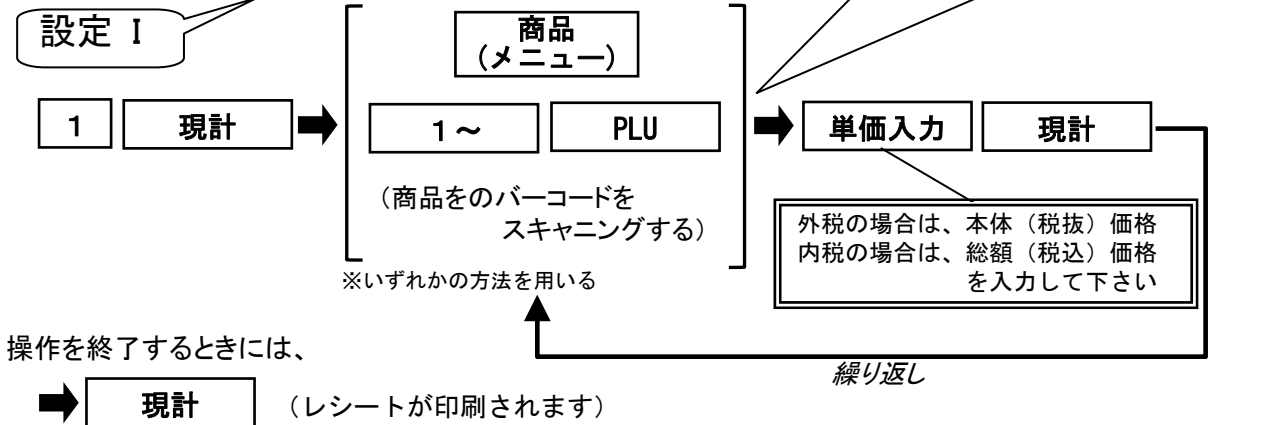 設定 Ⅰ
商品
(メニュー)
1 現計 1～ PLU 単価入力 現計
（商品をのバーコードを
スキャニングする）
※いずれかの方法を用いる
外税の場合は、本体（税抜）価格
内税の場合は、総額（税込）価格
を入力して下さい
繰り返し
操作を終了するときには、
現計 （レシートが印刷されます）